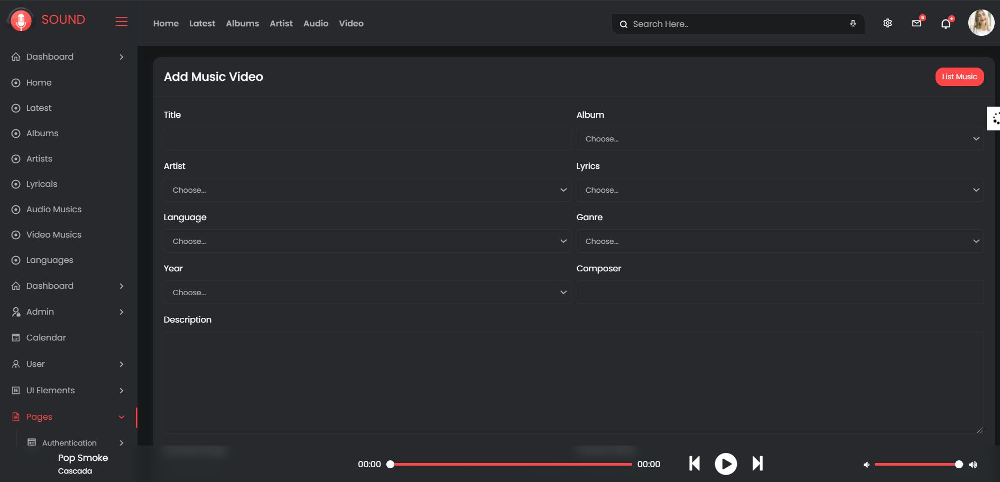 SOUND
Home Latest Albums Artist Audio Video
Search Here..
5
+
Dashboard
Home
Latest
Albums
Artists
Lyricals
Audio Musics
Video Musics
Languages
Dashboard
Admin
Calendar
User
UI Elements
Pages
Authentication
Add Music Video
List Music
Title
Album
Choose...
Artist
Lyrics
Choose...
Choose...
Language
Ganre
Choose...
Choose...
Year
Composer
Choose...
Description
Pop Smoke
Cascada
00:00
00:00